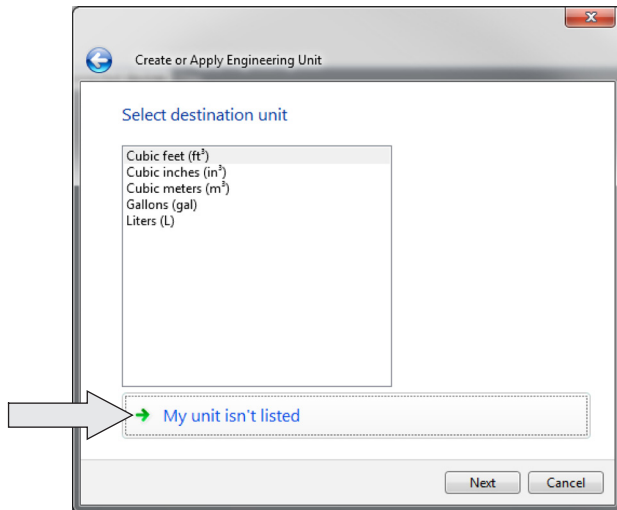 Create or Apply Engineering Unit
Select destination unit
Cubic feet (ft³)
Cubic inches (in³)
Cubic meters (m³)
Gallons (gal)
Liters (L)
My unit isn't listed
Next
Cancel